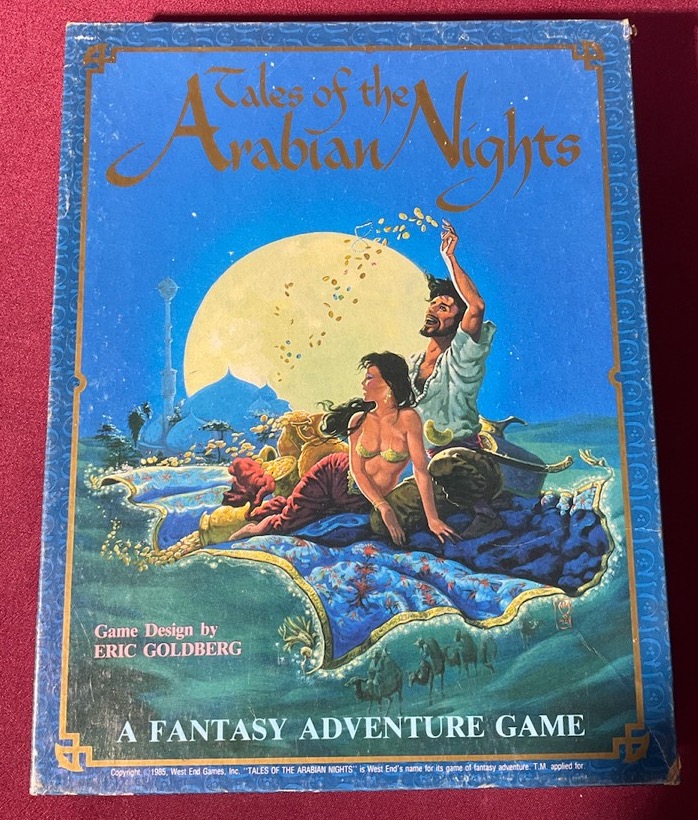 Tales of the
Arabian Nights
Game Design by
ERIC GOLDBERG
A FANTASY ADVENTURE GAME
Copyright ©1985, West End Games, Inc. "TALES OF THE ARABIAN NIGHTS" is West End's name for its game of fantasy adventure. T.M. applied for.